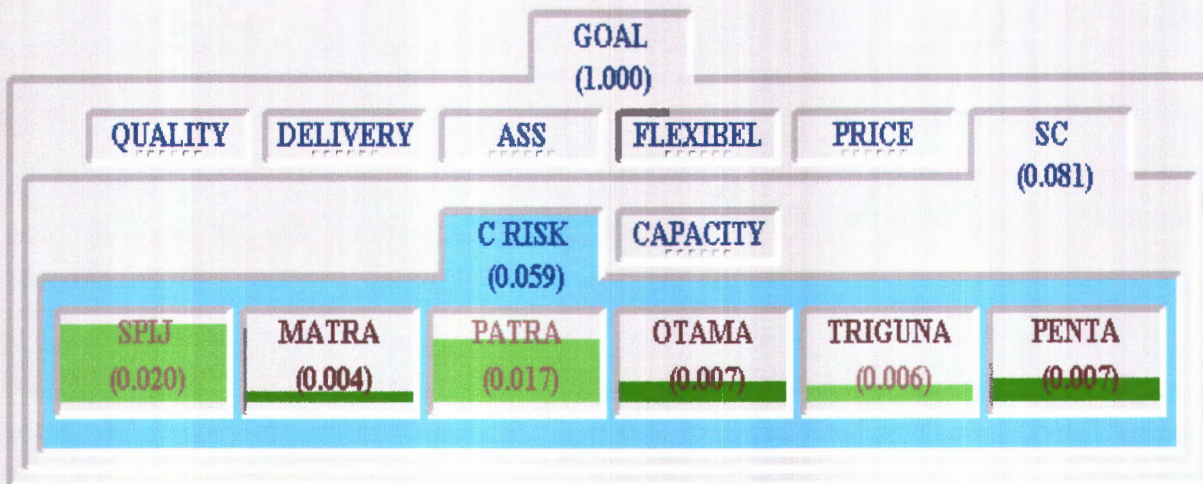 GOAL
(1.000)
QUALITY DELIVERY ASS FLEXIBEL PRICE SC
(0.081)
C RISK CAPACITY
(0.059)
SPIJ MATRA PATRA OTAMA TRIGUNA PENTA
(0.020) (0.004) (0.017) (0.007) (0.006) (0.007)